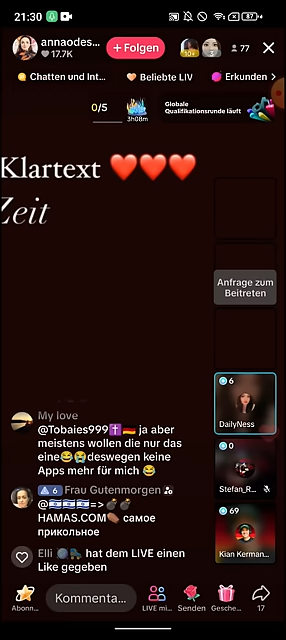 21:30
87
annaodes...
17.7K
+ Folgen
10+
77
Chatten und Int...
Beliebte LIV
Erkunden >
0/5
3h08m
Globale
Qualifikationsrunde läuft
Klartext ❤️❤️❤️
Zeit
Anfrage zum
Beitreten
6
DailyNess
0
Stefan_R...
69
Kian Kerman...
My love
@Tobaies999✝️🇩🇪 ja aber
meistens wollen die nur das
eine😂😭deswegen keine
Apps mehr für mich 😂
6 Frau Gutenmorgen
@🇮🇱🇮🇱🇮🇱=>💣💣
HAMAS.COM⚰️ самое
прикольное
Elli 🌑 hat dem LIVE einen
Like gegeben
Abonn...
Kommenta...
LIVE mi...
Senden
Gesche...
17